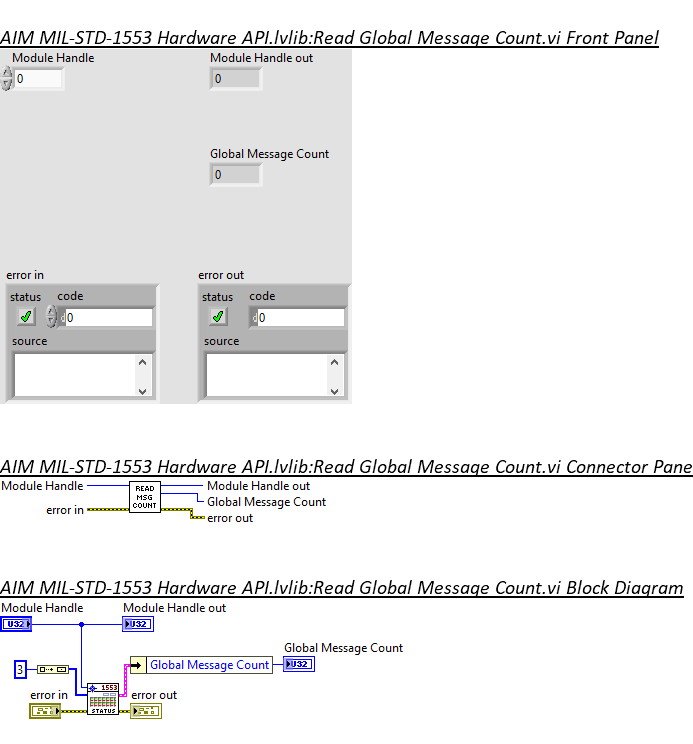 AIM MIL-STD-1553 Hardware API.lvlib:Read Global Message Count.vi Front Panel
Module Handle Module Handle out
0 0
Global Message Count
0
error in error out
status code status code
d0 d0
source source
AIM MIL-STD-1553 Hardware API.lvlib:Read Global Message Count.vi Connector Pane
Module Handle READ MSG COUNT Module Handle out
Global Message Count
error in error out
AIM MIL-STD-1553 Hardware API.lvlib:Read Global Message Count.vi Block Diagram
Module Handle Module Handle out
U32 U32
Global Message Count
Global Message Count U32
3
error in 1553 error out
STATUS